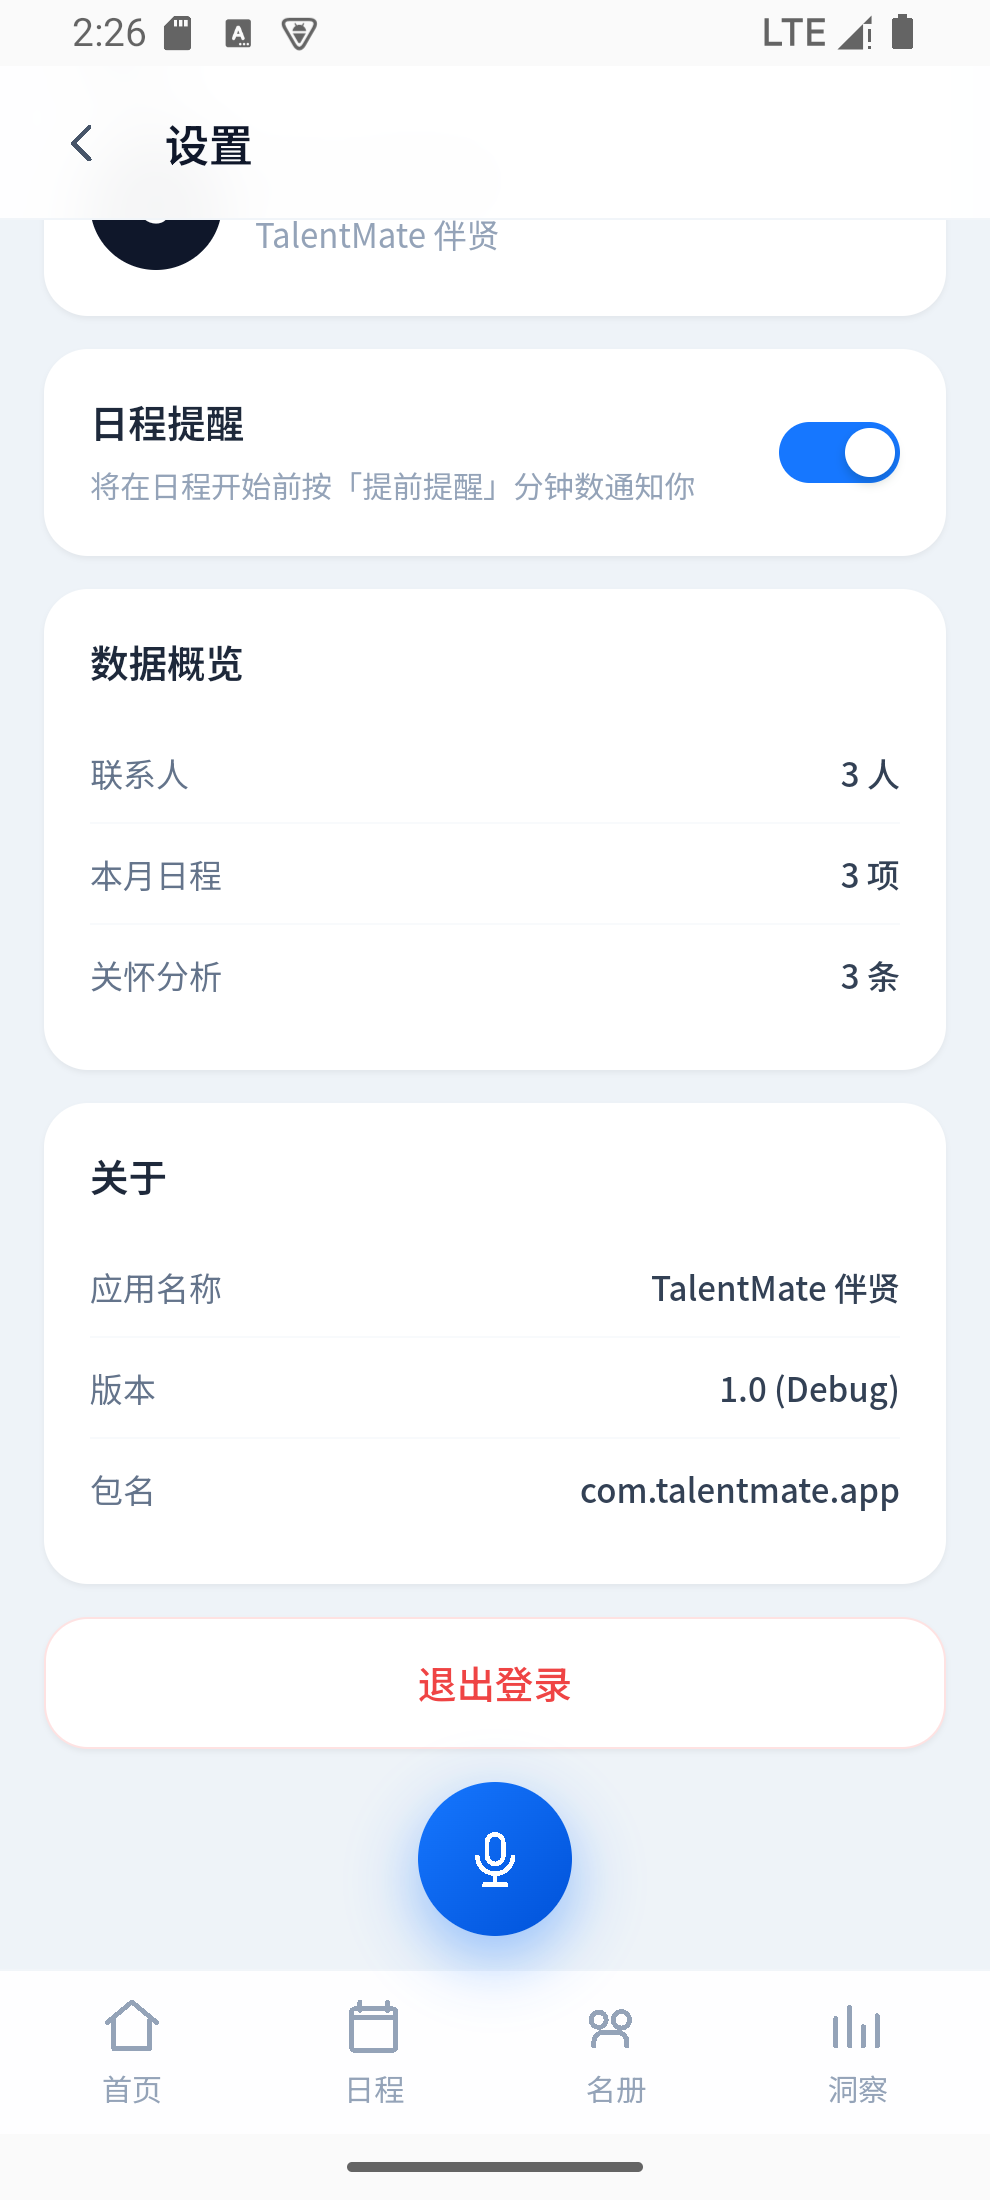 2:26
LTE
设置
TalentMate 伴贤
日程提醒
将在日程开始前按「提前提醒」分钟数通知你
数据概览
联系人 3 人
本月日程 3 项
关怀分析 3 条
关于
应用名称 TalentMate 伴贤
版本 1.0 (Debug)
包名 com.talentmate.app
退出登录
首页 日程 名册 洞察